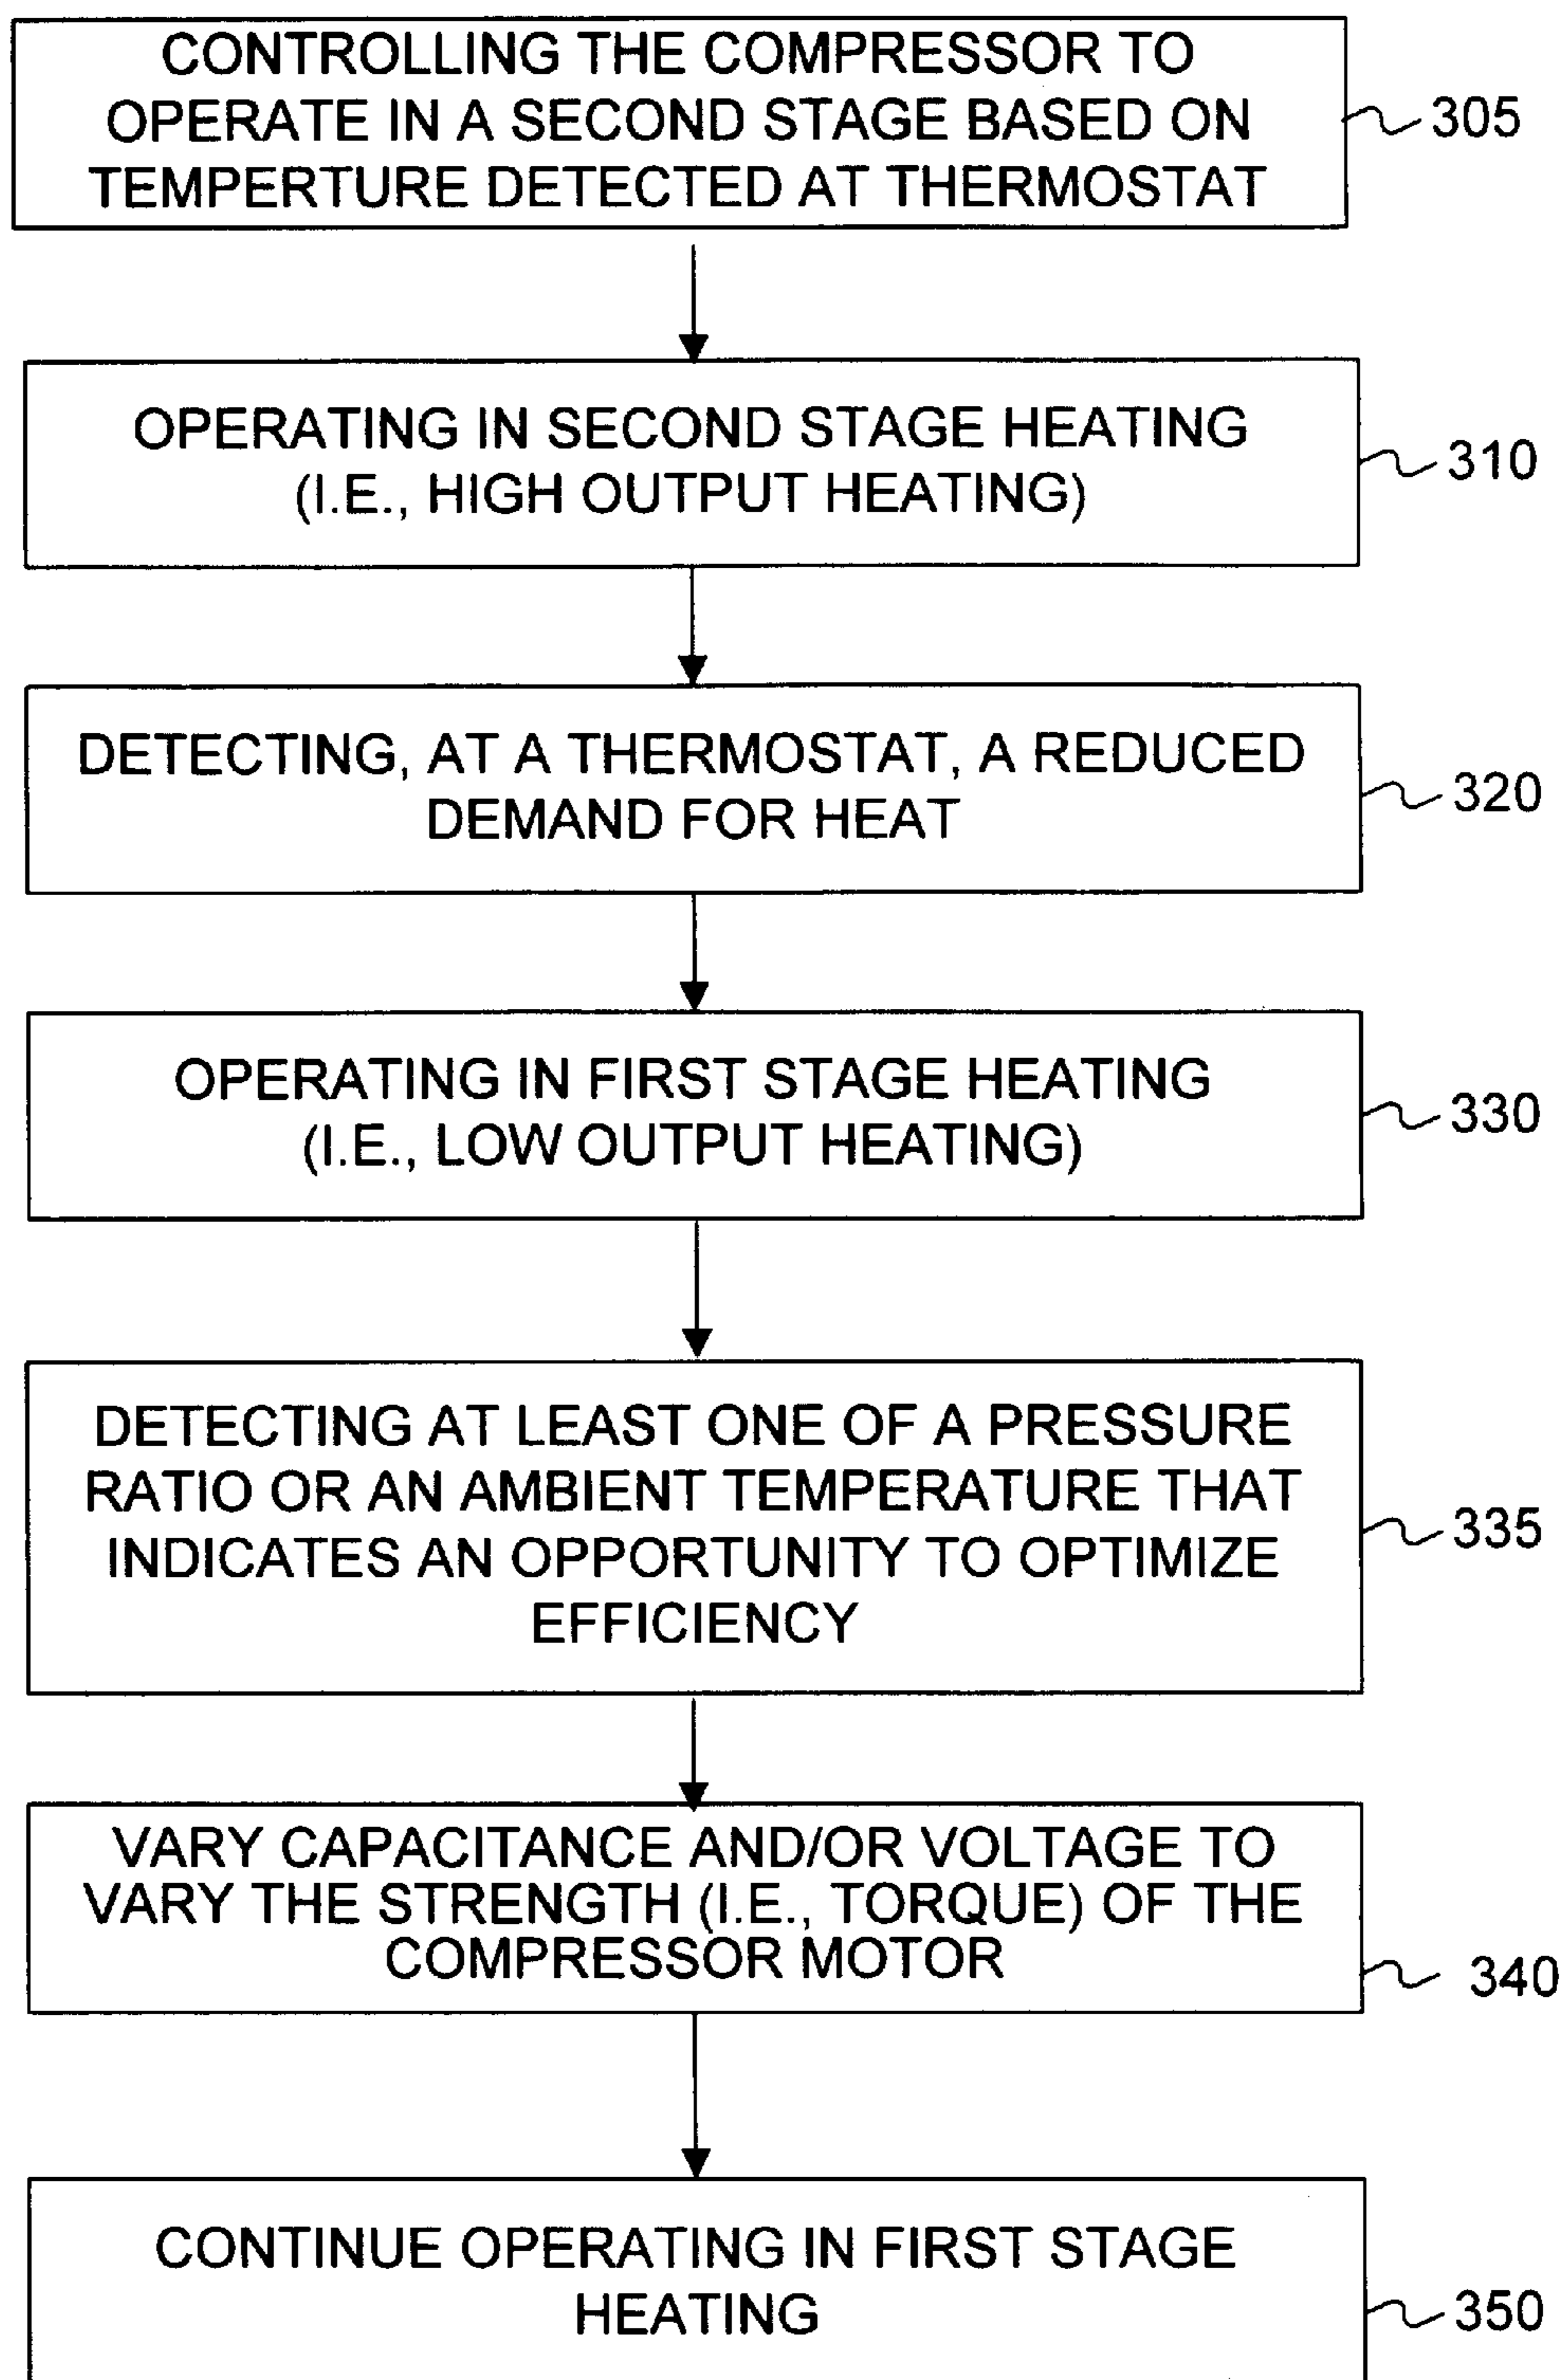 CONTROLLING THE COMPRESSOR TO
OPERATE IN A SECOND STAGE BASED ON
TEMPERTURE DETECTED AT THERMOSTAT
305
OPERATING IN SECOND STAGE HEATING
(I.E., HIGH OUTPUT HEATING)
310
DETECTING, AT A THERMOSTAT, A REDUCED
DEMAND FOR HEAT
320
OPERATING IN FIRST STAGE HEATING
(I.E., LOW OUTPUT HEATING)
330
DETECTING AT LEAST ONE OF A PRESSURE
RATIO OR AN AMBIENT TEMPERATURE THAT
INDICATES AN OPPORTUNITY TO OPTIMIZE
EFFICIENCY
335
VARY CAPACITANCE AND/OR VOLTAGE TO
VARY THE STRENGTH (I.E., TORQUE) OF THE
COMPRESSOR MOTOR
340
CONTINUE OPERATING IN FIRST STAGE
HEATING
350